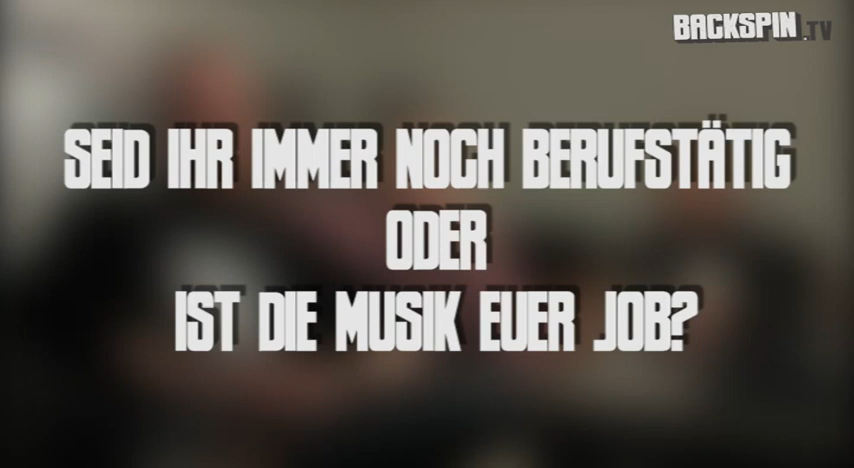 BACKSPIN.TV
SEID IHR IMMER NOCH BERUFSTÄTIG
ODER
IST DIE MUSIK EUER JOB?